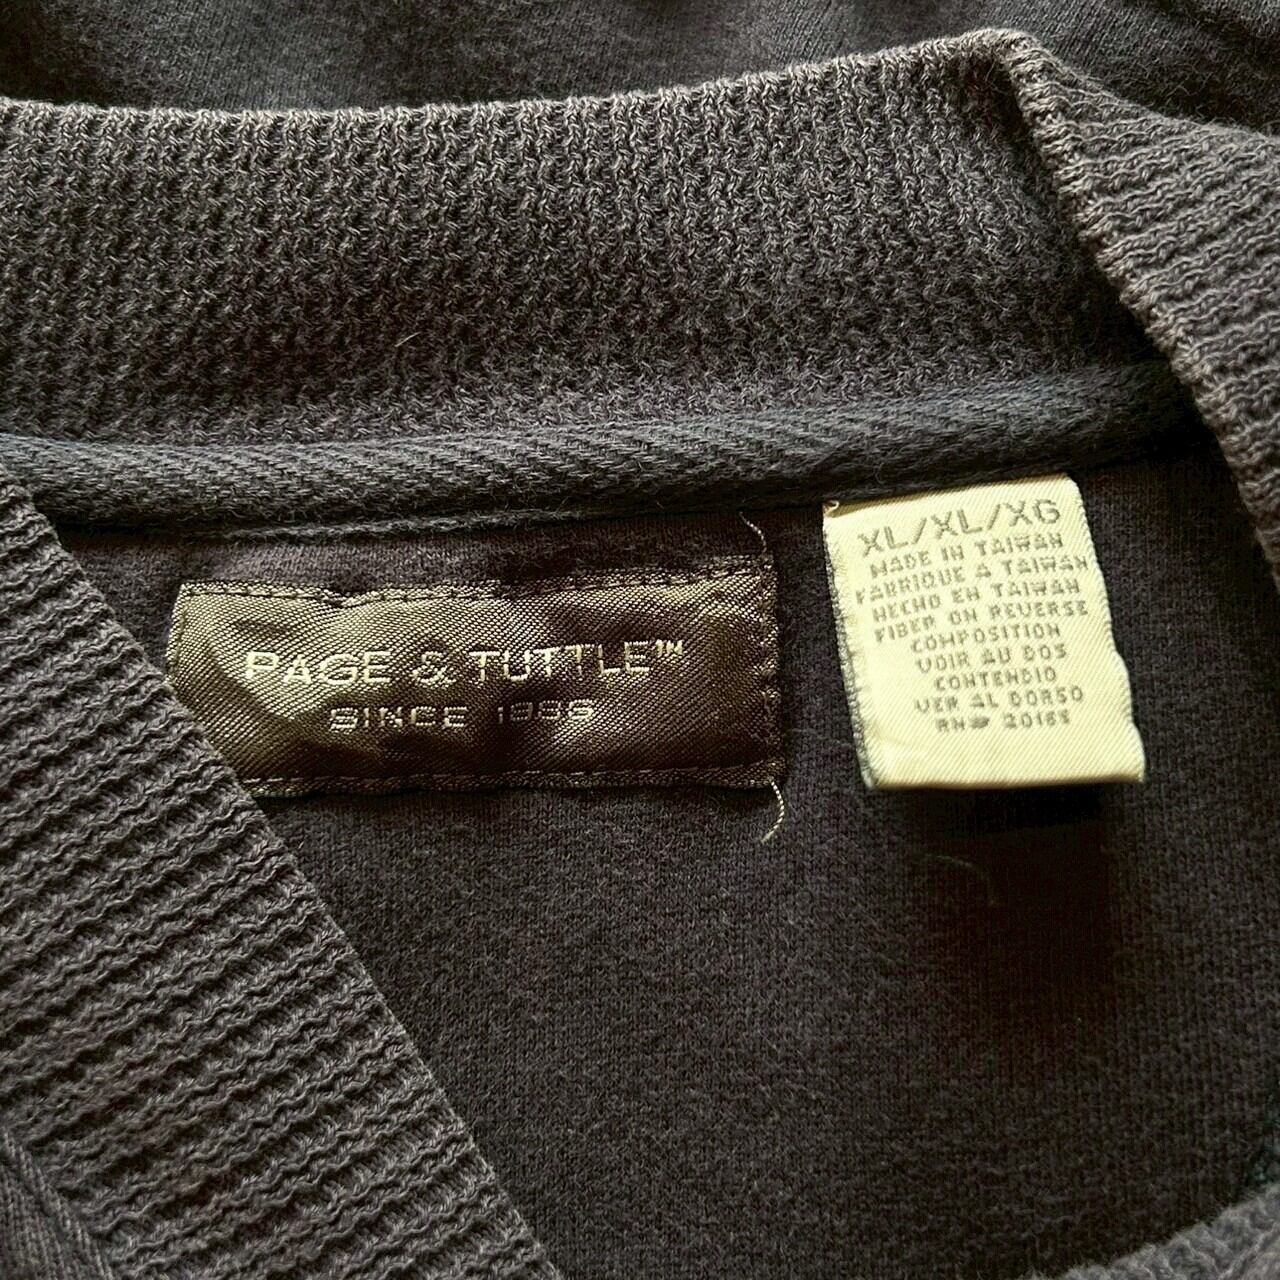 PAGE & TUTTLE™
SINCE
XL/XL/XG
MADE IN TAIWAN
FABRIQUE A TAIWAN
HECHO EN TAIWAN
FIBER ON REVERSE
COMPOSITION
VOIR AU DOS
CONTENIDO
VER AL DORSO
RN#